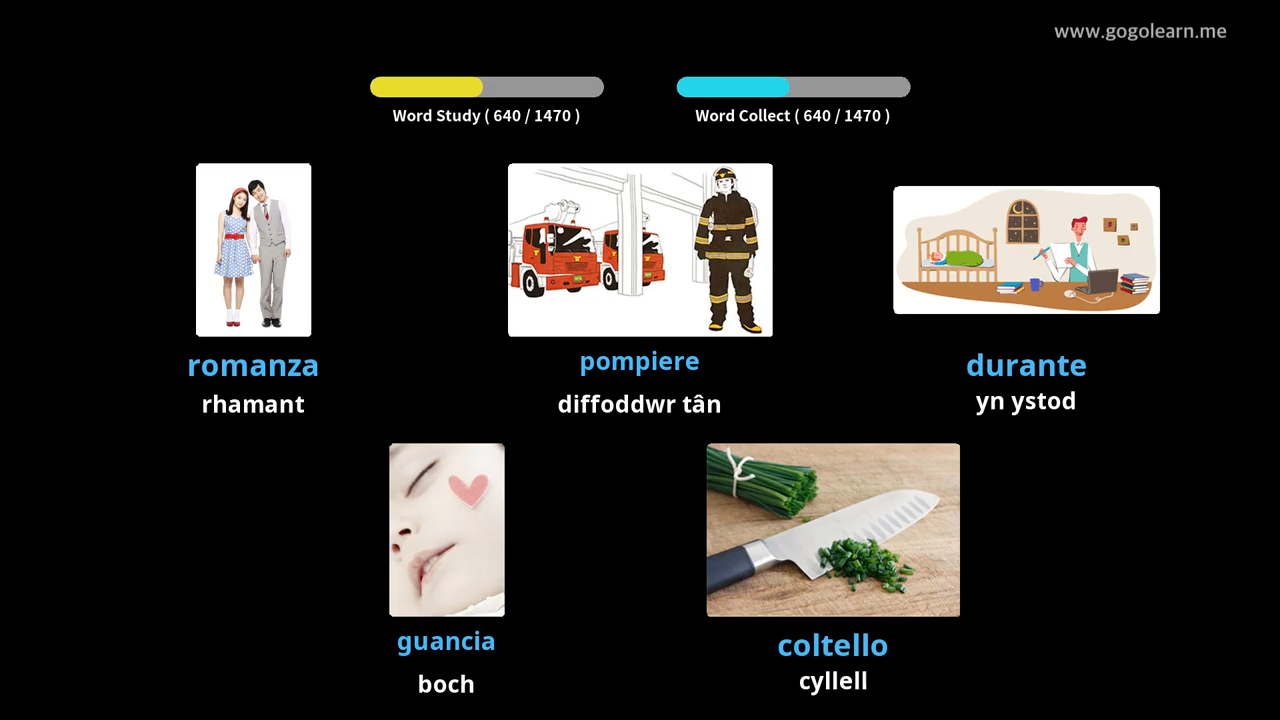 www.gogolearn.me
Word Study ( 640 / 1470 )
Word Collect ( 640 / 1470 )
romanza
rhamant
pompiere
diffoddwr tân
durante
yn ystod
guancia
boch
coltello
cyllell